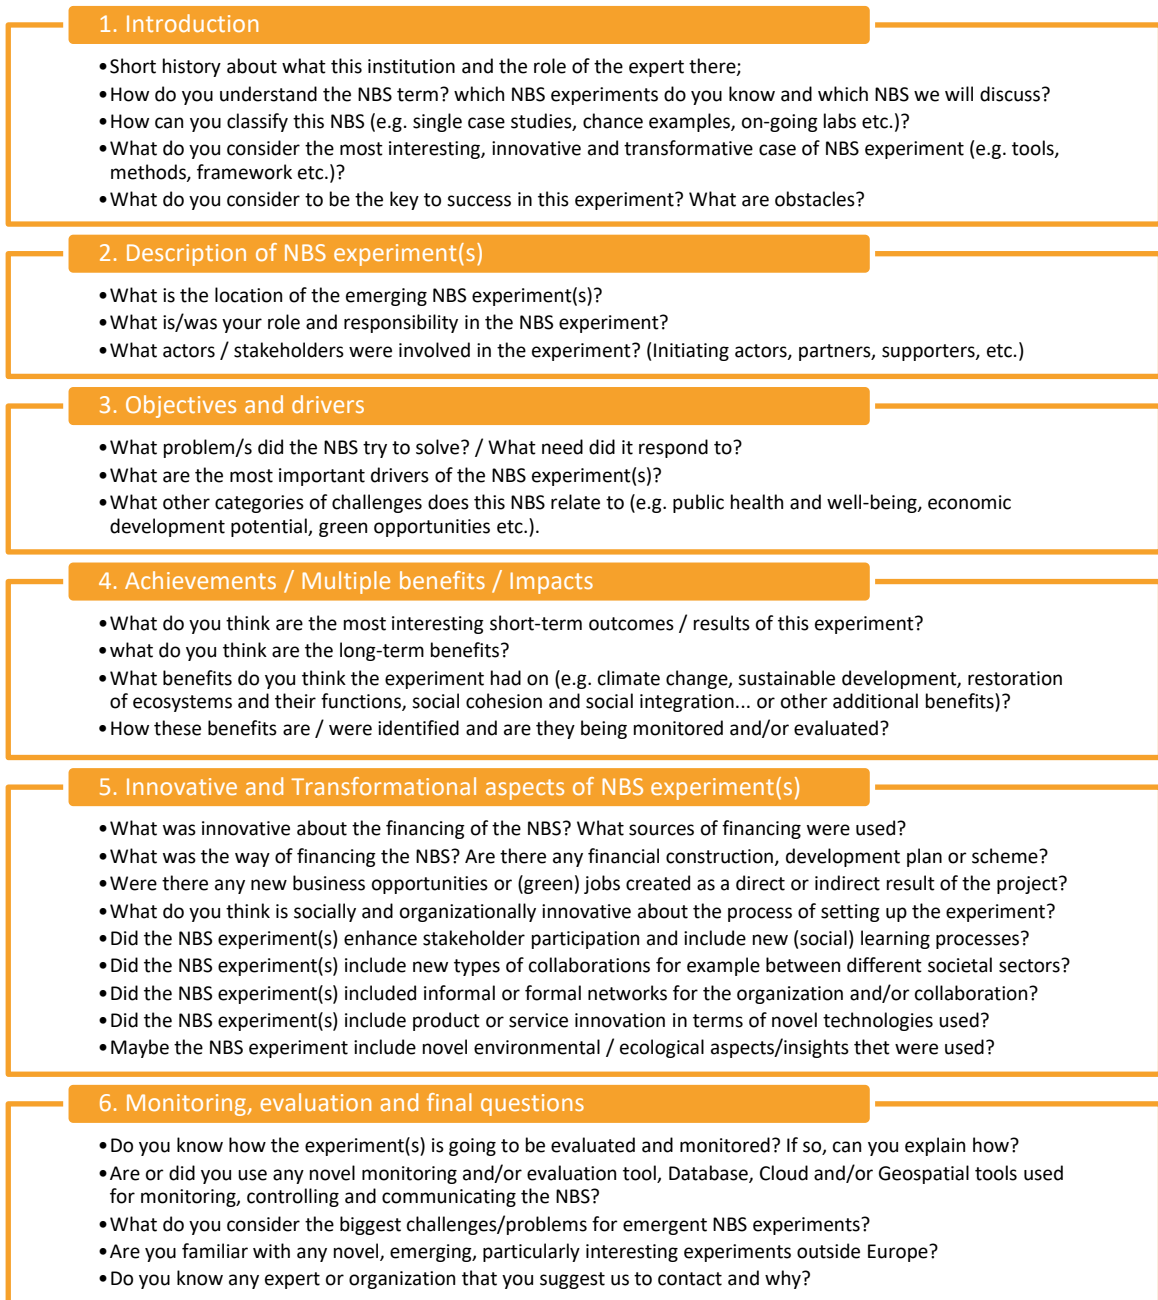 1. Introduction
•Short history about what this institution and the role of the expert there;
•How do you understand the NBS term? which NBS experiments do you know and which NBS we will discuss?
•How can you classify this NBS (e.g. single case studies, chance examples, on-going labs etc.)?
•What do you consider the most interesting, innovative and transformative case of NBS experiment (e.g. tools,
methods, framework etc.)?
•What do you consider to be the key to success in this experiment? What are obstacles?
2. Description of NBS experiment(s)
•What is the location of the emerging NBS experiment(s)?
•What is/was your role and responsibility in the NBS experiment?
•What actors / stakeholders were involved in the experiment? (Initiating actors, partners, supporters, etc.)
3. Objectives and drivers
•What problem/s did the NBS try to solve? / What need did it respond to?
•What are the most important drivers of the NBS experiment(s)?
•What other categories of challenges does this NBS relate to (e.g. public health and well-being, economic
development potential, green opportunities etc.).
4. Achievements / Multiple benefits / Impacts
•What do you think are the most interesting short-term outcomes / results of this experiment?
•what do you think are the long-term benefits?
•What benefits do you think the experiment had on (e.g. climate change, sustainable development, restoration
of ecosystems and their functions, social cohesion and social integration... or other additional benefits)?
•How these benefits are / were identified and are they being monitored and/or evaluated?
5. Innovative and Transformational aspects of NBS experiment(s)
•What was innovative about the financing of the NBS? What sources of financing were used?
•What was the way of financing the NBS? Are there any financial construction, development plan or scheme?
•Were there any new business opportunities or (green) jobs created as a direct or indirect result of the project?
•What do you think is socially and organizationally innovative about the process of setting up the experiment?
•Did the NBS experiment(s) enhance stakeholder participation and include new (social) learning processes?
•Did the NBS experiment(s) include new types of collaborations for example between different societal sectors?
•Did the NBS experiment(s) included informal or formal networks for the organization and/or collaboration?
•Did the NBS experiment(s) include product or service innovation in terms of novel technologies used?
•Maybe the NBS experiment include novel environmental / ecological aspects/insights thet were used?
6. Monitoring, evaluation and final questions
•Do you know how the experiment(s) is going to be evaluated and monitored? If so, can you explain how?
•Are or did you use any novel monitoring and/or evaluation tool, Database, Cloud and/or Geospatial tools used
for monitoring, controlling and communicating the NBS?
•What do you consider the biggest challenges/problems for emergent NBS experiments?
•Are you familiar with any novel, emerging, particularly interesting experiments outside Europe?
•Do you know any expert or organization that you suggest us to contact and why?